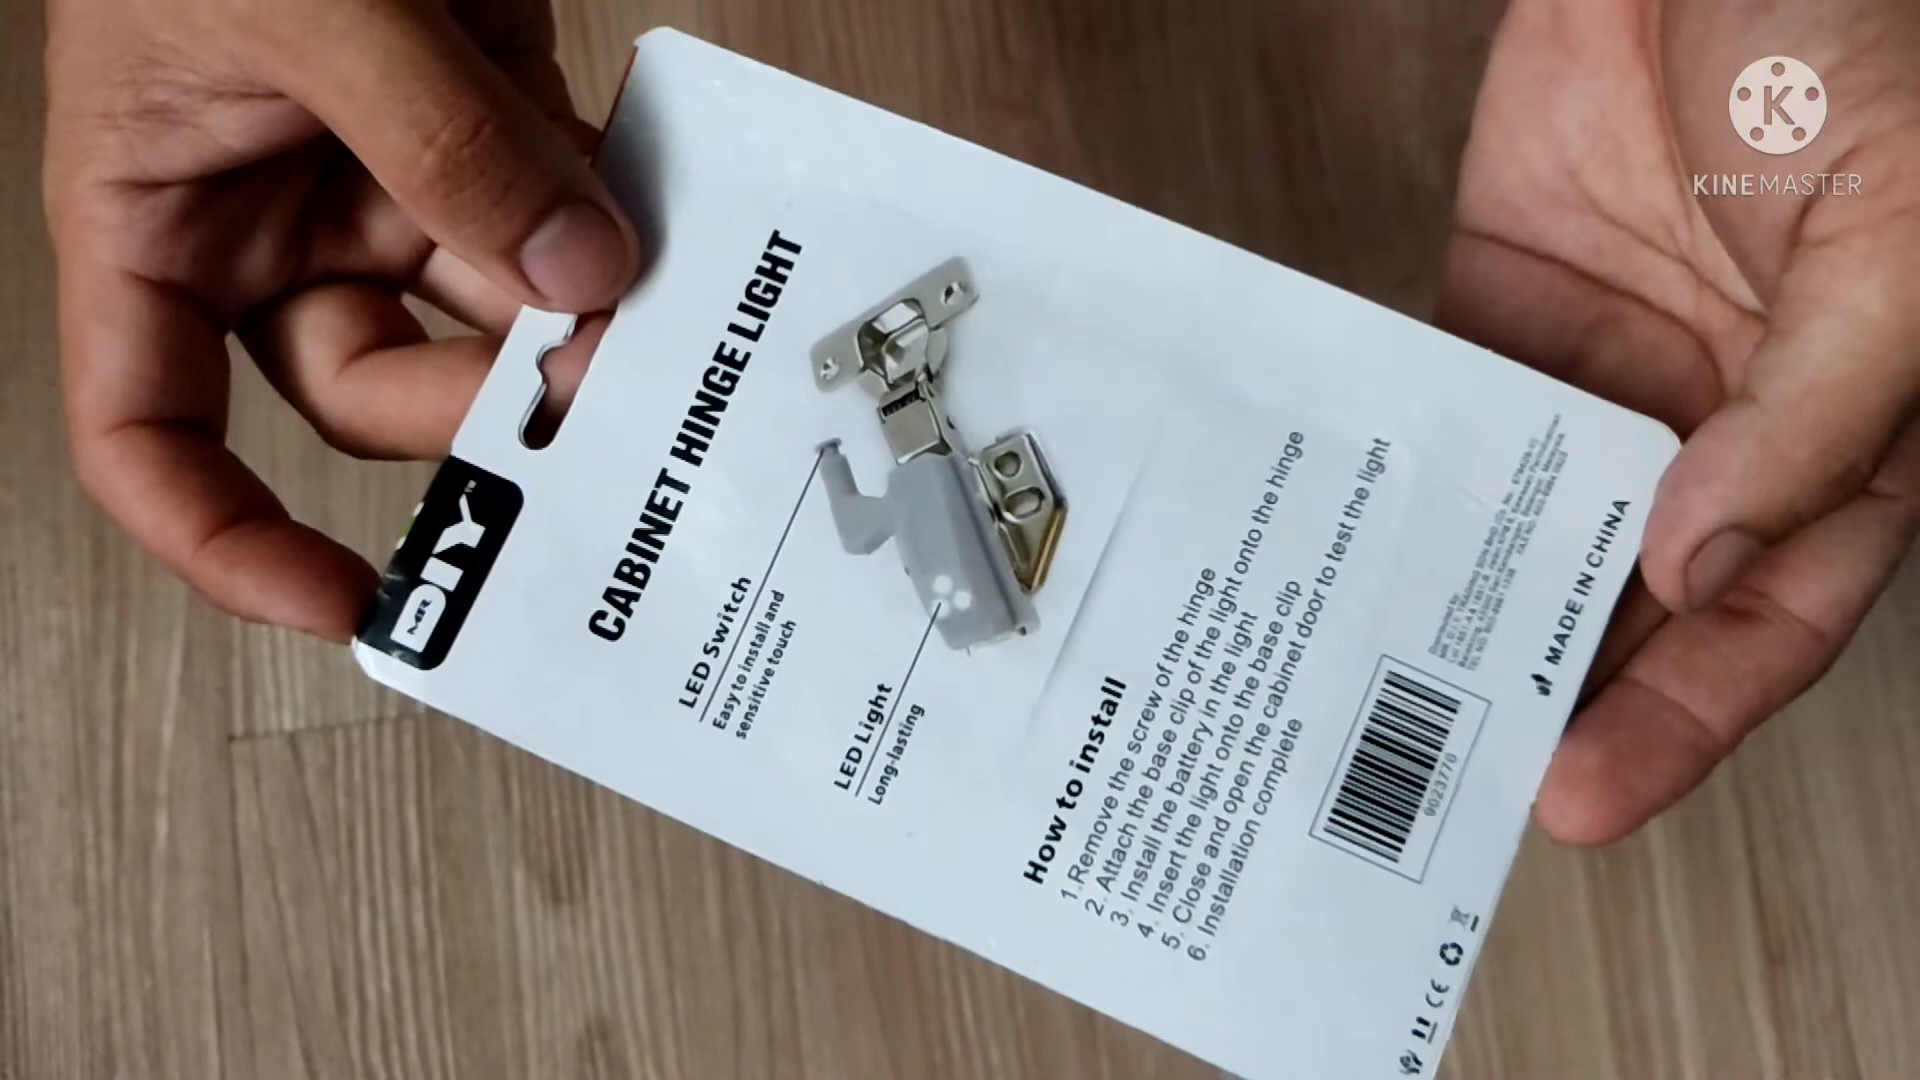 KINEMASTER
MR
DIY™
CABINET HINGE LIGHT
LED Switch
Easy to install and
sensitive touch
LED Light
Long-lasting
How to install
1.Remove the screw of the hinge
2. Attach the base clip of the light onto the hinge
3. Install the battery in the light
4. Insert the light onto the base clip
5. Close and open the cabinet door to test the light
6. Installation complete
9023770
MADE IN CHINA